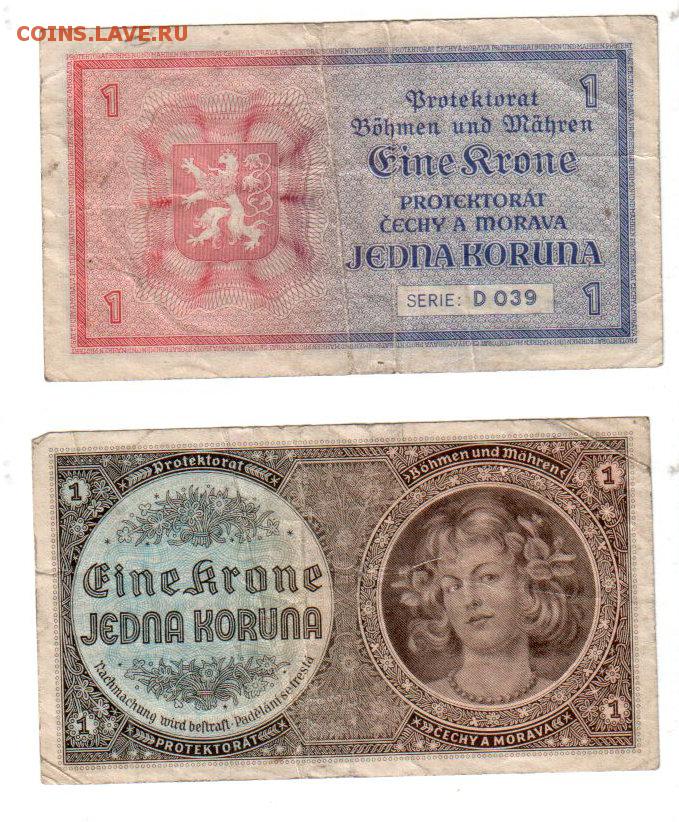 COINS.LAVE.RU
1
1
Protektorat
Böhmen und Mähren
Eine Krone
PROTEKTORÁT
ČECHY A MORAVA
JEDNA KORUNA
1
SERIE: D 039
1
Protektorat
Böhmen und Mähren
1
1
Eine Krone
JEDNA KORUNA
Nachmachung wird bestraft · Padělání se trestá
1
1
PROTEKTORÁT
ČECHY A MORAVA